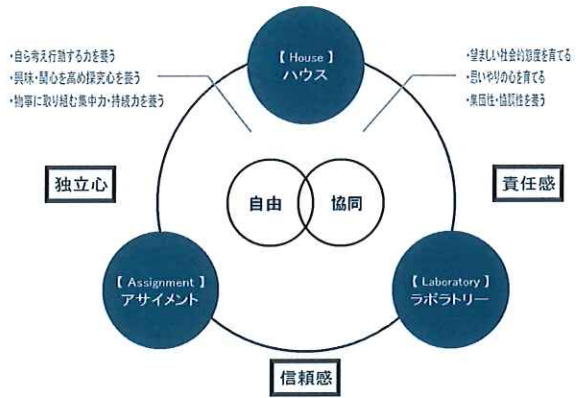 【 House 】
ハウス
・自ら考え行動する力を養う
・興味・関心を高め探究心を養う
・物事に取り組む集中力・持続力を養う
・望ましい社会的態度を育てる
・思いやりの心を育てる
・集団性・協調性を養う
独立心
自由
協同
責任感
【 Assignment 】
アサイメント
【 Laboratory 】
ラボラトリー
信頼感